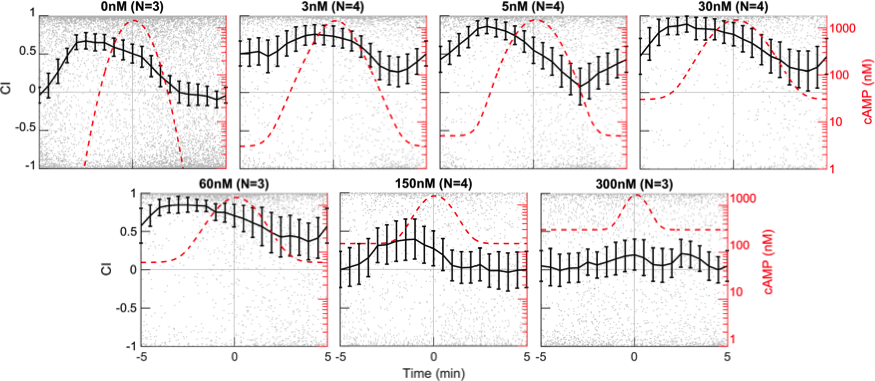 0nM (N=3) 3nM (N=4) 5nM (N=4) 30nM (N=4)
1
0.5
0
-0.5
-1
CI
1000
100
10
1
cAMP (nM)
60nM (N=3) 150nM (N=4) 300nM (N=3)
1
0.5
0
-0.5
-1
CI
1000
100
10
1
cAMP (nM)
-5 0 5 -5 0 5 -5 0 5
Time (min)